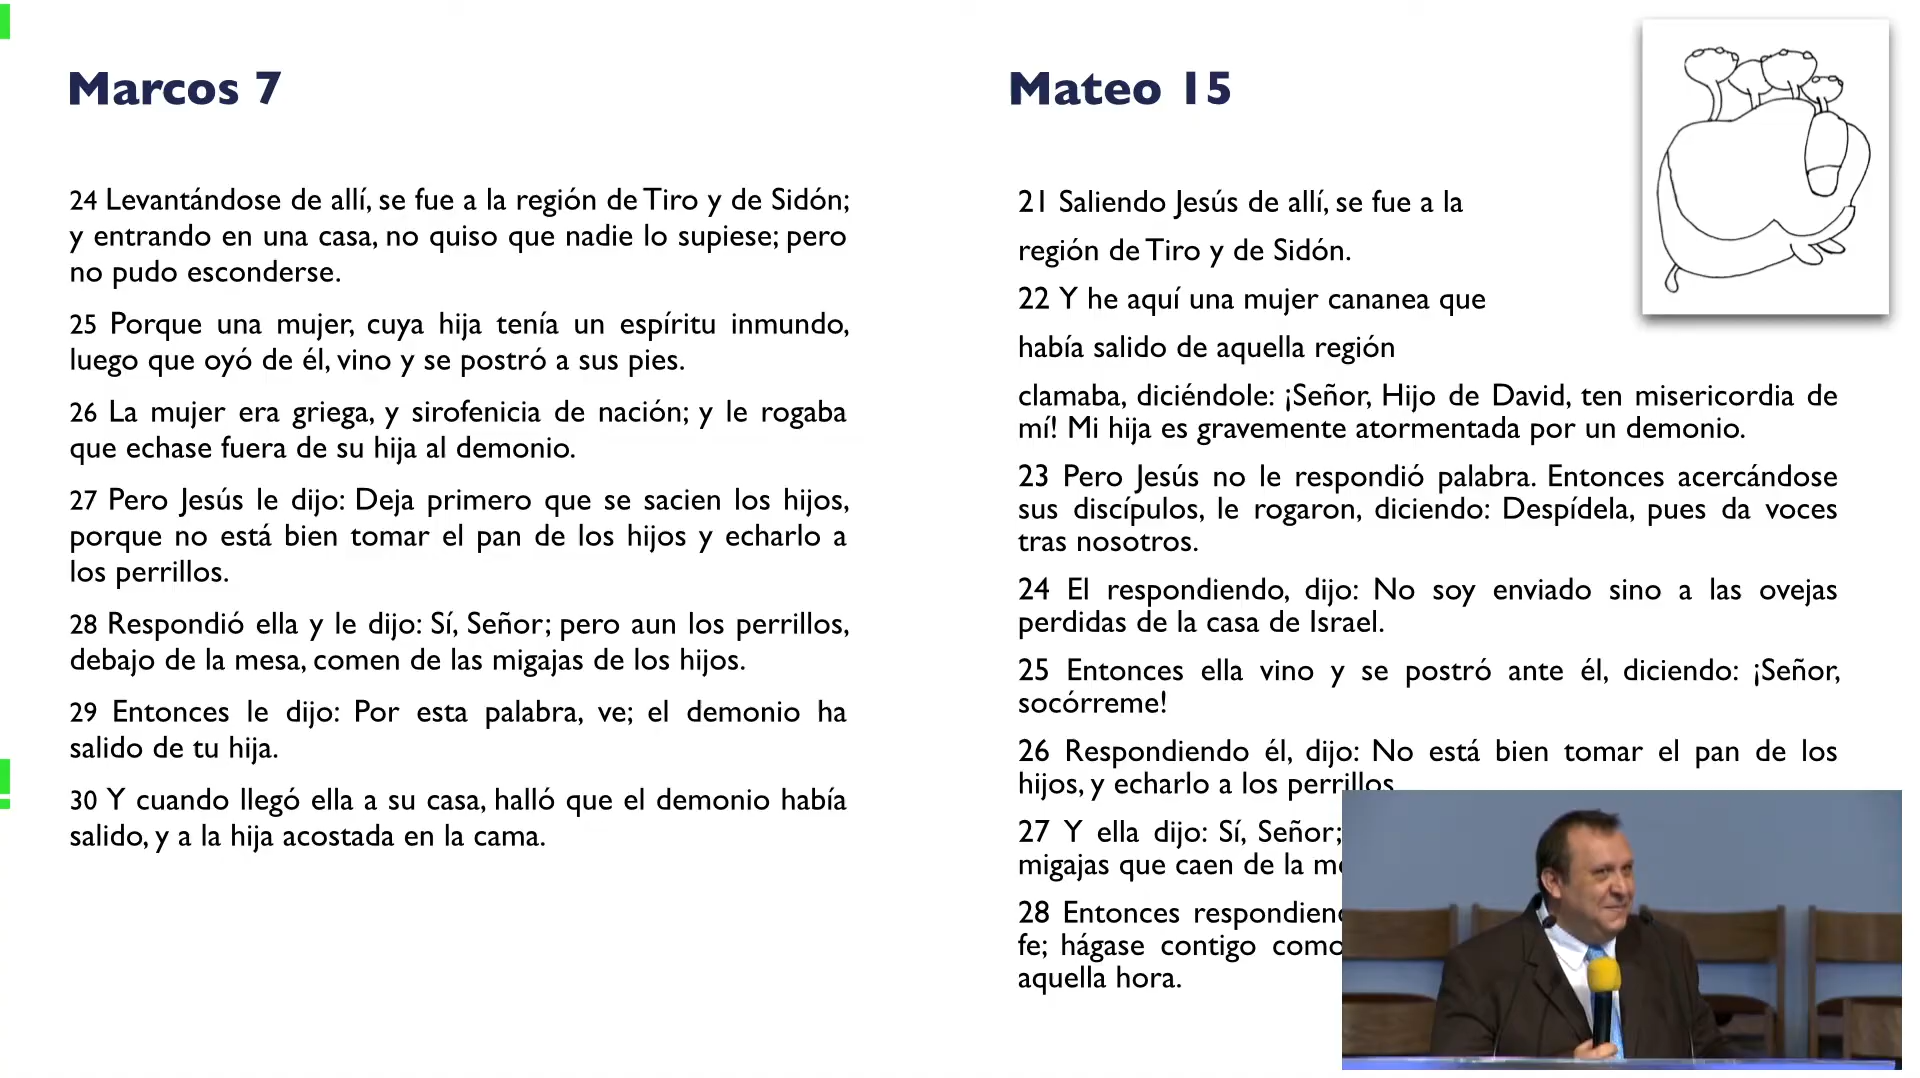 Marcos 7
24 Levantándose de allí, se fue a la región de Tiro y de Sidón;
y entrando en una casa, no quiso que nadie lo supiese; pero
no pudo esconderse.
25 Porque una mujer, cuya hija tenía un espíritu inmundo,
luego que oyó de él, vino y se postró a sus pies.
26 La mujer era griega, y sirofenicia de nación; y le rogaba
que echase fuera de su hija al demonio.
27 Pero Jesús le dijo: Deja primero que se sacien los hijos,
porque no está bien tomar el pan de los hijos y echarlo a
los perrillos.
28 Respondió ella y le dijo: Sí, Señor; pero aun los perrillos,
debajo de la mesa, comen de las migajas de los hijos.
29 Entonces le dijo: Por esta palabra, ve; el demonio ha
salido de tu hija.
30 Y cuando llegó ella a su casa, halló que el demonio había
salido, y a la hija acostada en la cama.
Mateo 15
21 Saliendo Jesús de allí, se fue a la
región de Tiro y de Sidón.
22 Y he aquí una mujer cananea que
había salido de aquella región
clamaba, diciéndole: ¡Señor, Hijo de David, ten misericordia de
mí! Mi hija es gravemente atormentada por un demonio.
23 Pero Jesús no le respondió palabra. Entonces acercándose
sus discípulos, le rogaron, diciendo: Despídela, pues da voces
tras nosotros.
24 El respondiendo, dijo: No soy enviado sino a las ovejas
perdidas de la casa de Israel.
25 Entonces ella vino y se postró ante él, diciendo: ¡Señor,
socórreme!
26 Respondiendo él, dijo: No está bien tomar el pan de los
hijos, y echarlo a los perrillos
27 Y ella dijo: Sí, Señor;
migajas que caen de la
28 Entonces
fe; hágase contigo como
aquella hora.